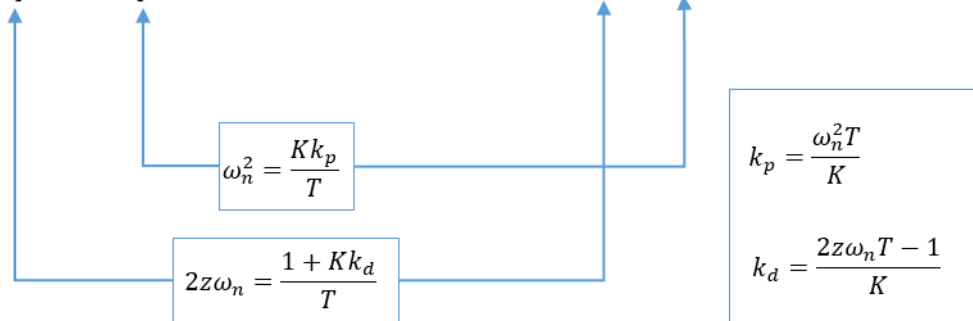 ω_n^2 = Kk_p / T
2zω_n = (1 + Kk_d) / T
k_p = ω_n^2 T / K
k_d = (2zω_n T − 1) / K